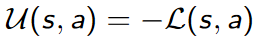 𝒰(s, a) = −ℒ(s, a)